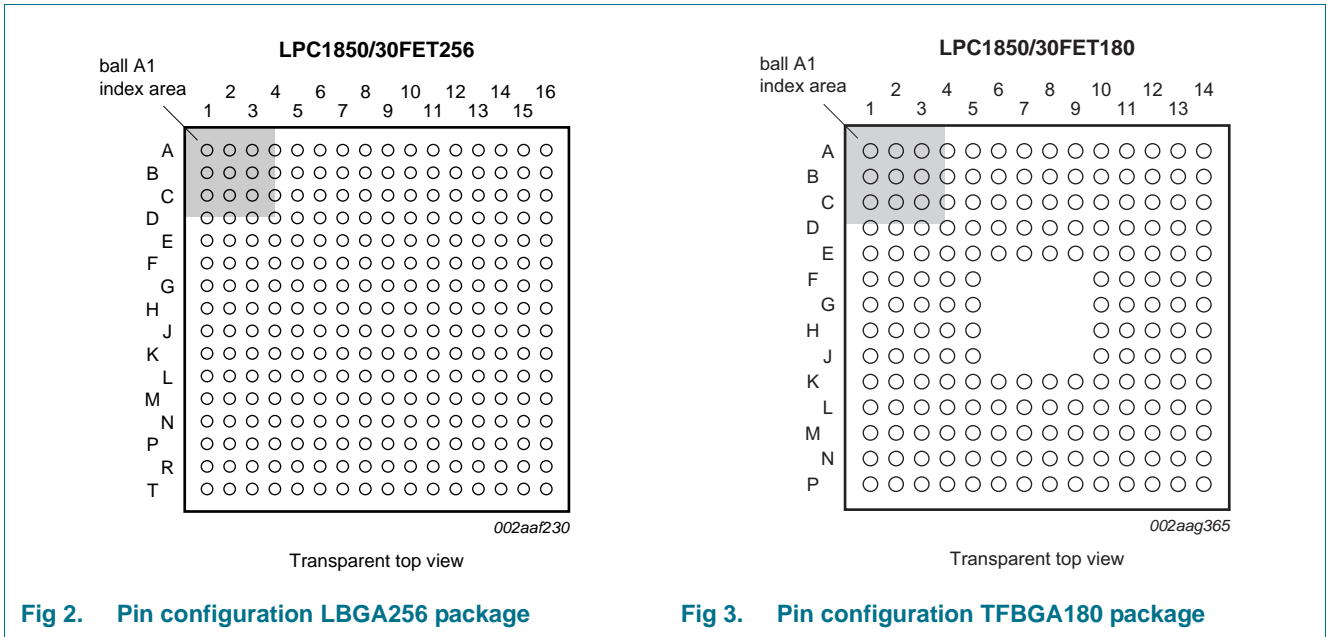 LPC1850/30FET256
ball A1
index area
2 4 6 8 10 12 14 16
1 3 5 7 9 11 13 15
A
B
C
D
E
F
G
H
J
K
L
M
N
P
R
T
002aaf230
Transparent top view
Fig 2. Pin configuration LBGA256 package
LPC1850/30FET180
ball A1
index area
2 4 6 8 10 12 14
1 3 5 7 9 11 13
A
B
C
D
E
F
G
H
J
K
L
M
N
P
002aag365
Transparent top view
Fig 3. Pin configuration TFBGA180 package